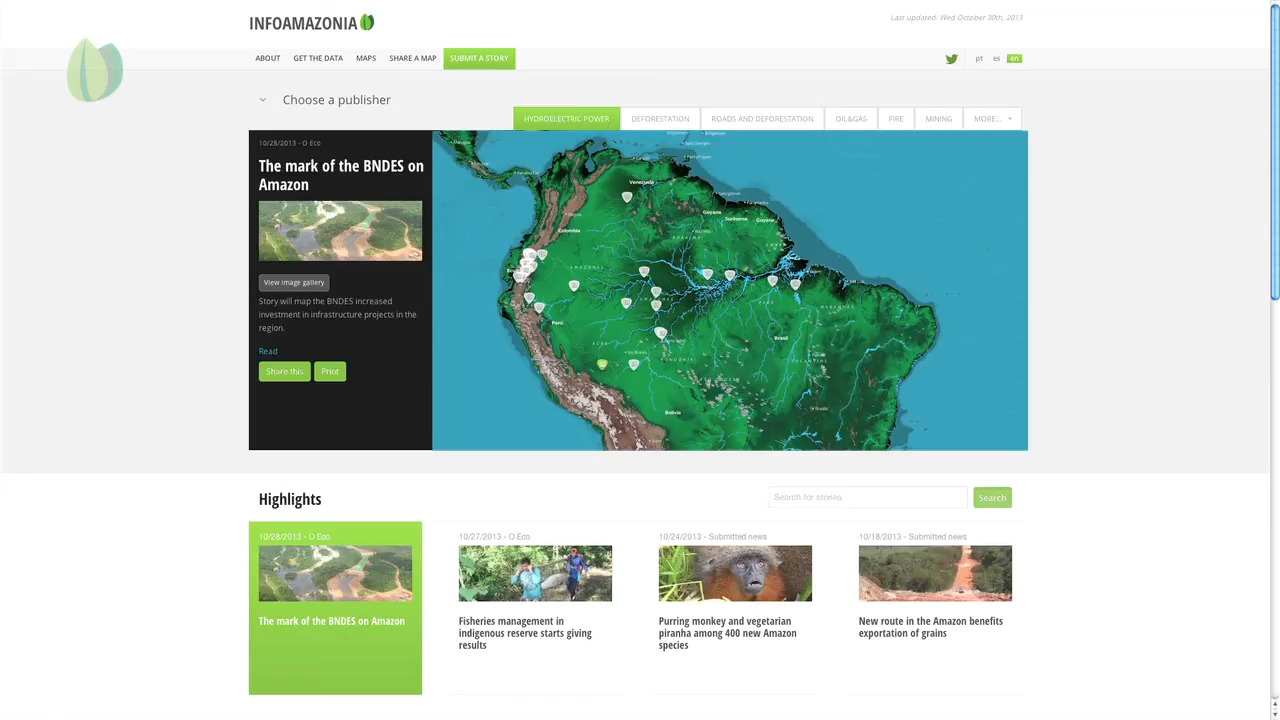 INFOAMAZONIA
Last updated: Wed October 30th, 2013
ABOUT GET THE DATA MAPS SHARE A MAP SUBMIT A STORY
pt es en
Choose a publisher
HYDROELECTRIC POWER DEFORESTATION ROADS AND DEFORESTATION OIL&GAS FIRE MINING MORE...
10/28/2013 - O Eco
The mark of the BNDES on
Amazon
View image gallery
Story will map the BNDES increased
investment in infrastructure projects in the
region.
Read
Share this Print
Venezuela
Guyana
Suriname
Guyane
Colombia
RORAIMA
AMAZONAS
Perú
ACRE
RONDÔNIA
Brasil
Bolivia
Highlights
Search for stories
Search
10/28/2013 - O Eco
The mark of the BNDES on Amazon
10/27/2013 - O Eco
Fisheries management in
indigenous reserve starts giving
results
10/24/2013 - Submitted news
Purring monkey and vegetarian
piranha among 400 new Amazon
species
10/18/2013 - Submitted news
New route in the Amazon benefits
exportation of grains